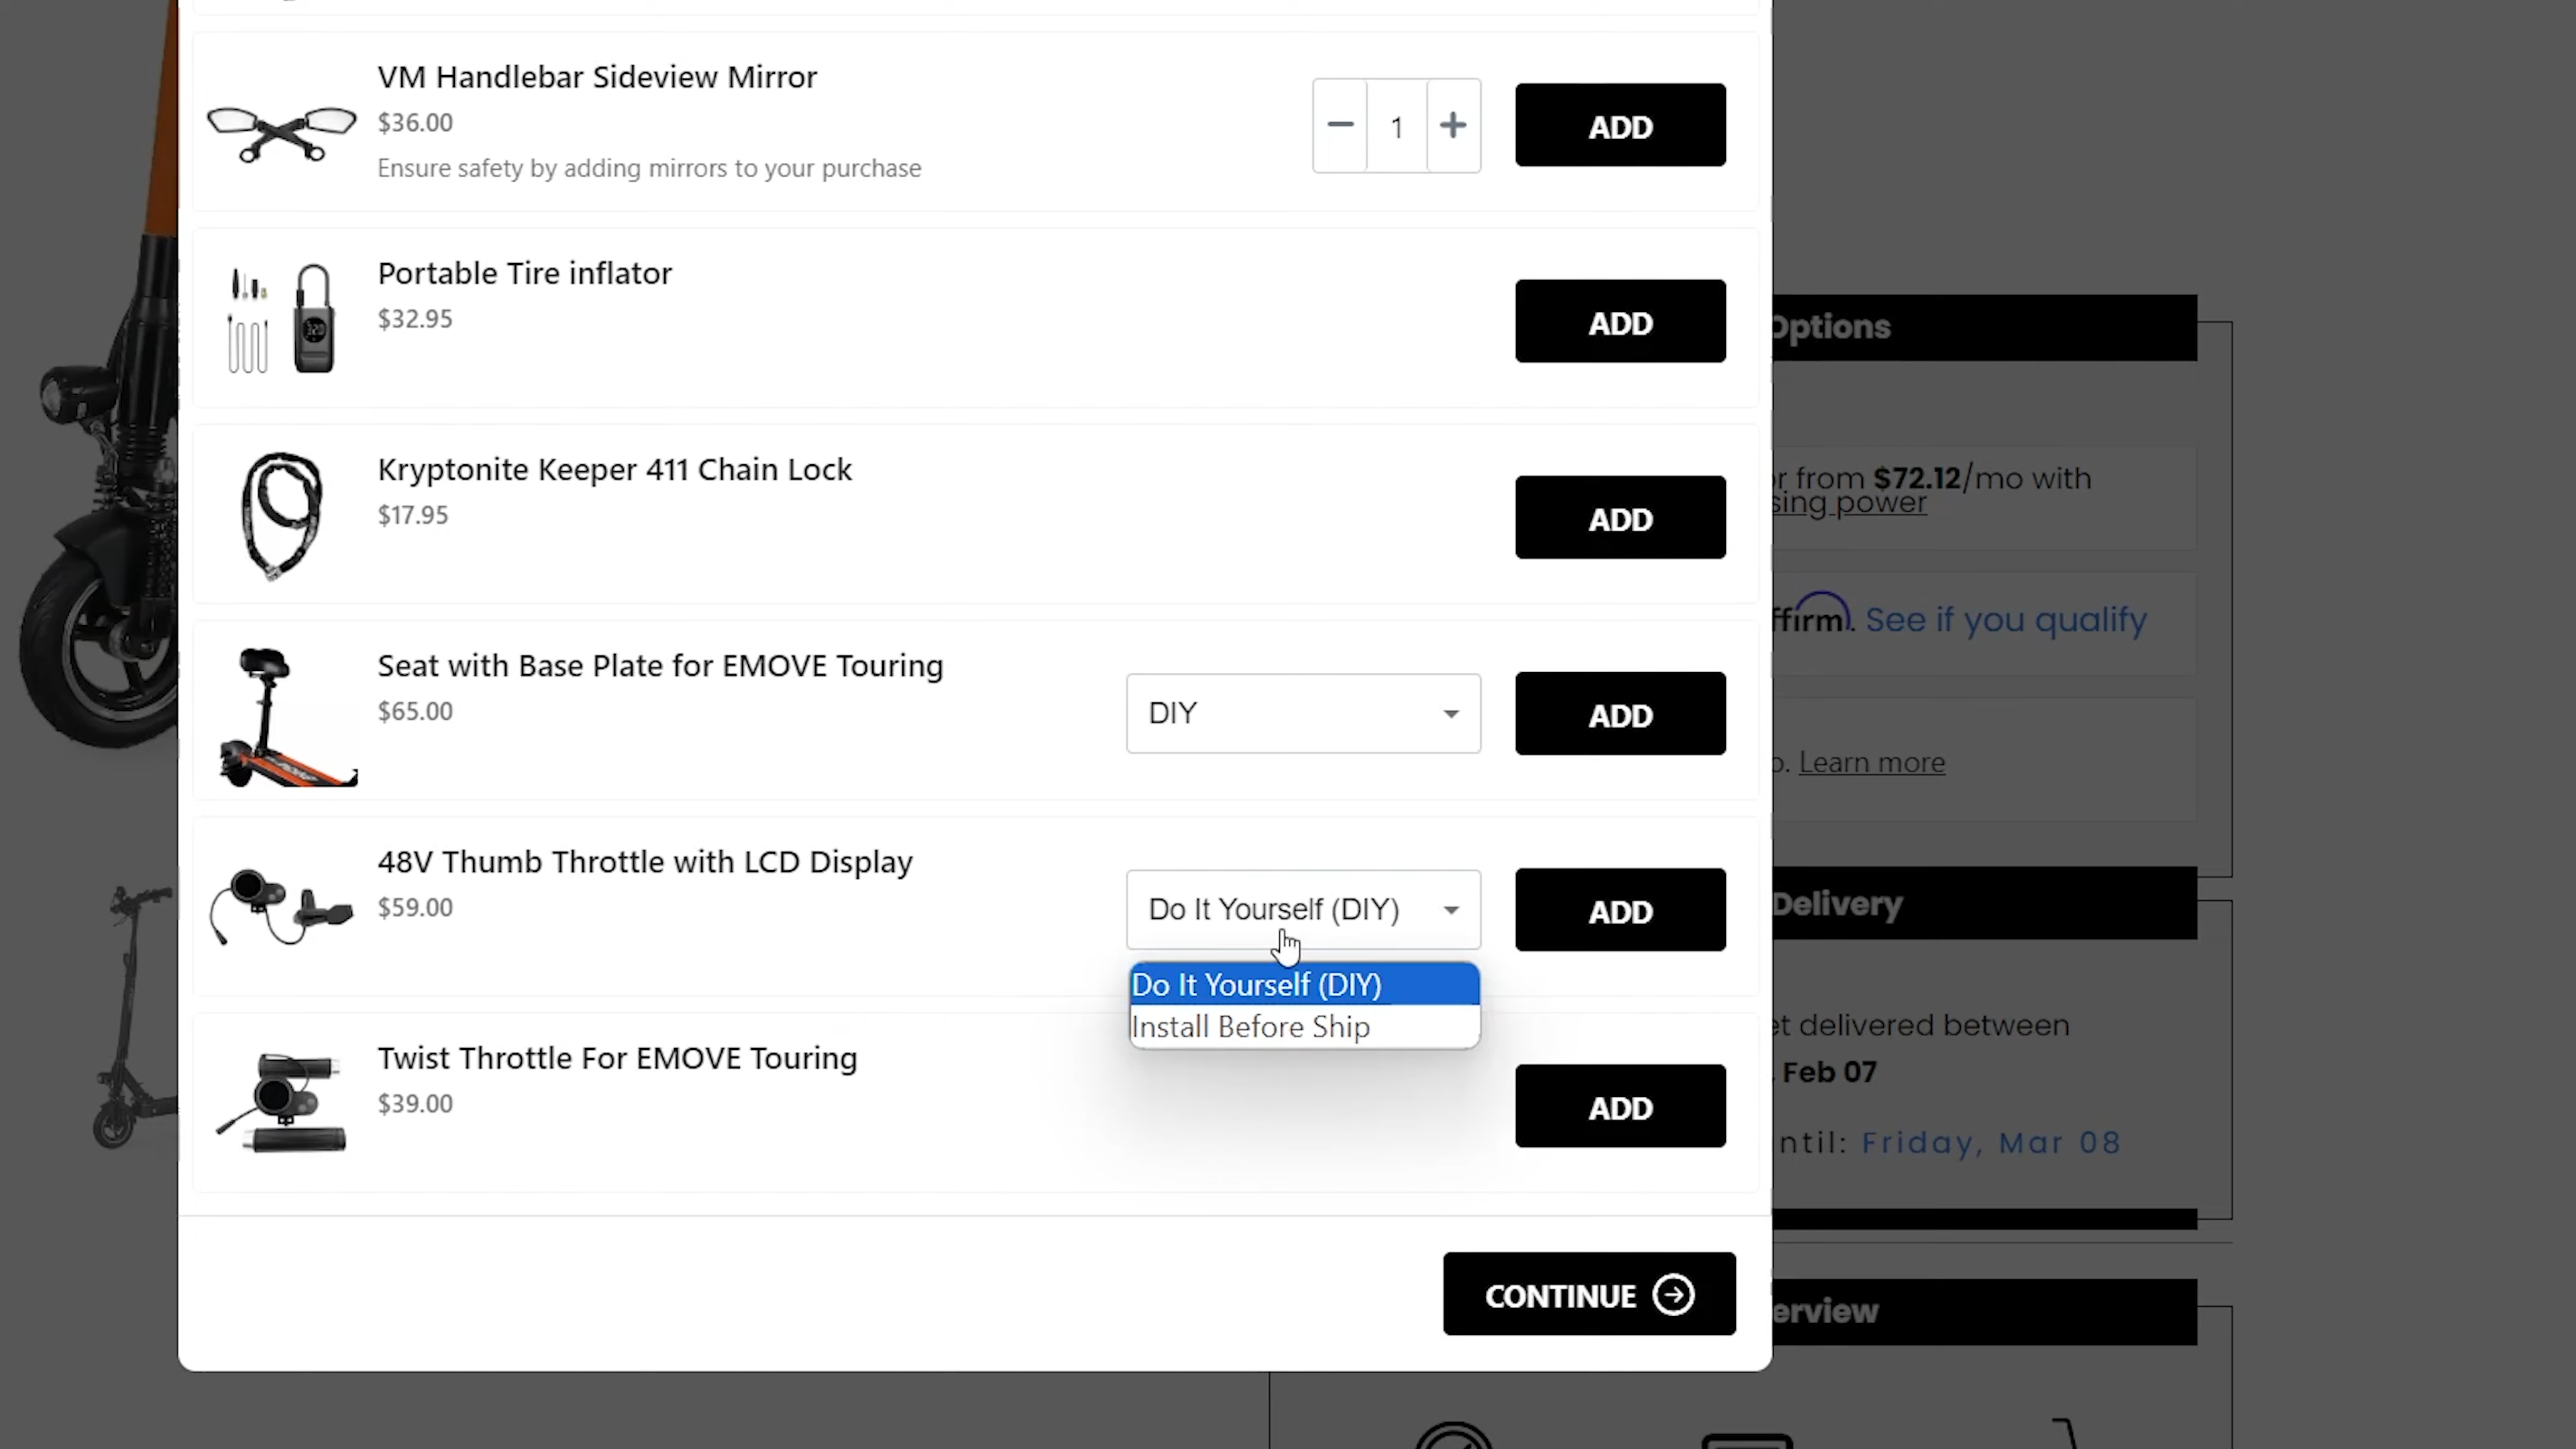 VM Handlebar Sideview Mirror
$36.00
Ensure safety by adding mirrors to your purchase
1
ADD
Portable Tire inflator
$32.95
ADD
Kryptonite Keeper 411 Chain Lock
$17.95
ADD
Seat with Base Plate for EMOVE Touring
$65.00
DIY
ADD
48V Thumb Throttle with LCD Display
$59.00
Do It Yourself (DIY)
ADD
Do It Yourself (DIY)
Install Before Ship
Twist Throttle For EMOVE Touring
$39.00
ADD
CONTINUE
Options
r from $72.12/mo with
sing power
ffirm. See if you qualify
o. Learn more
Delivery
et delivered between
, Feb 07
ntil: Friday, Mar 08
erview